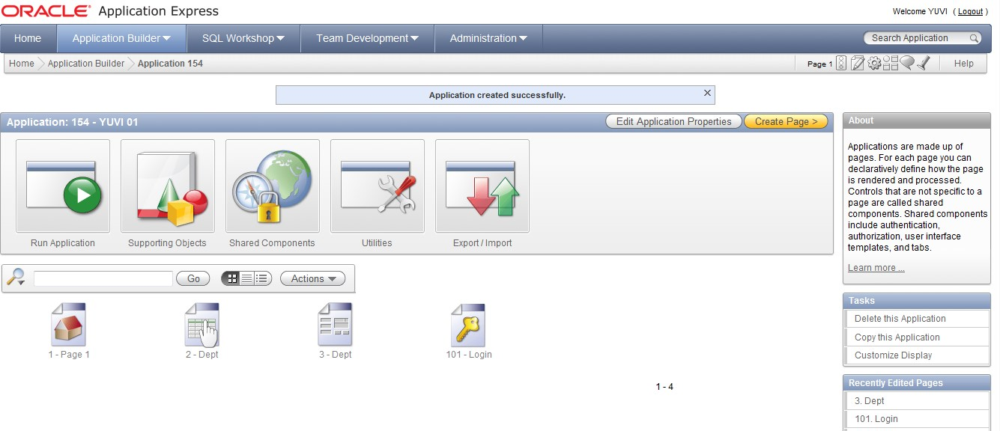 ORACLE® Application Express
Welcome YUVI ( Logout )
Home Application Builder SQL Workshop Team Development Administration
Search Application
Home Application Builder Application 154
Page 1
Help
Application created successfully.
Application: 154 - YUVI 01
Edit Application Properties
Create Page >
Run Application
Supporting Objects
Shared Components
Utilities
Export / Import
Go
Actions
1 - Page 1
2 - Dept
3 - Dept
101 - Login
1 - 4
About
Applications are made up of
pages. For each page you can
declaratively define how the page
is rendered and processed.
Controls that are not specific to a
page are called shared
components. Shared components
include authentication,
authorization, user interface
templates, and tabs.
Learn more ...
Tasks
Delete this Application
Copy this Application
Customize Display
Recently Edited Pages
3. Dept
101. Login